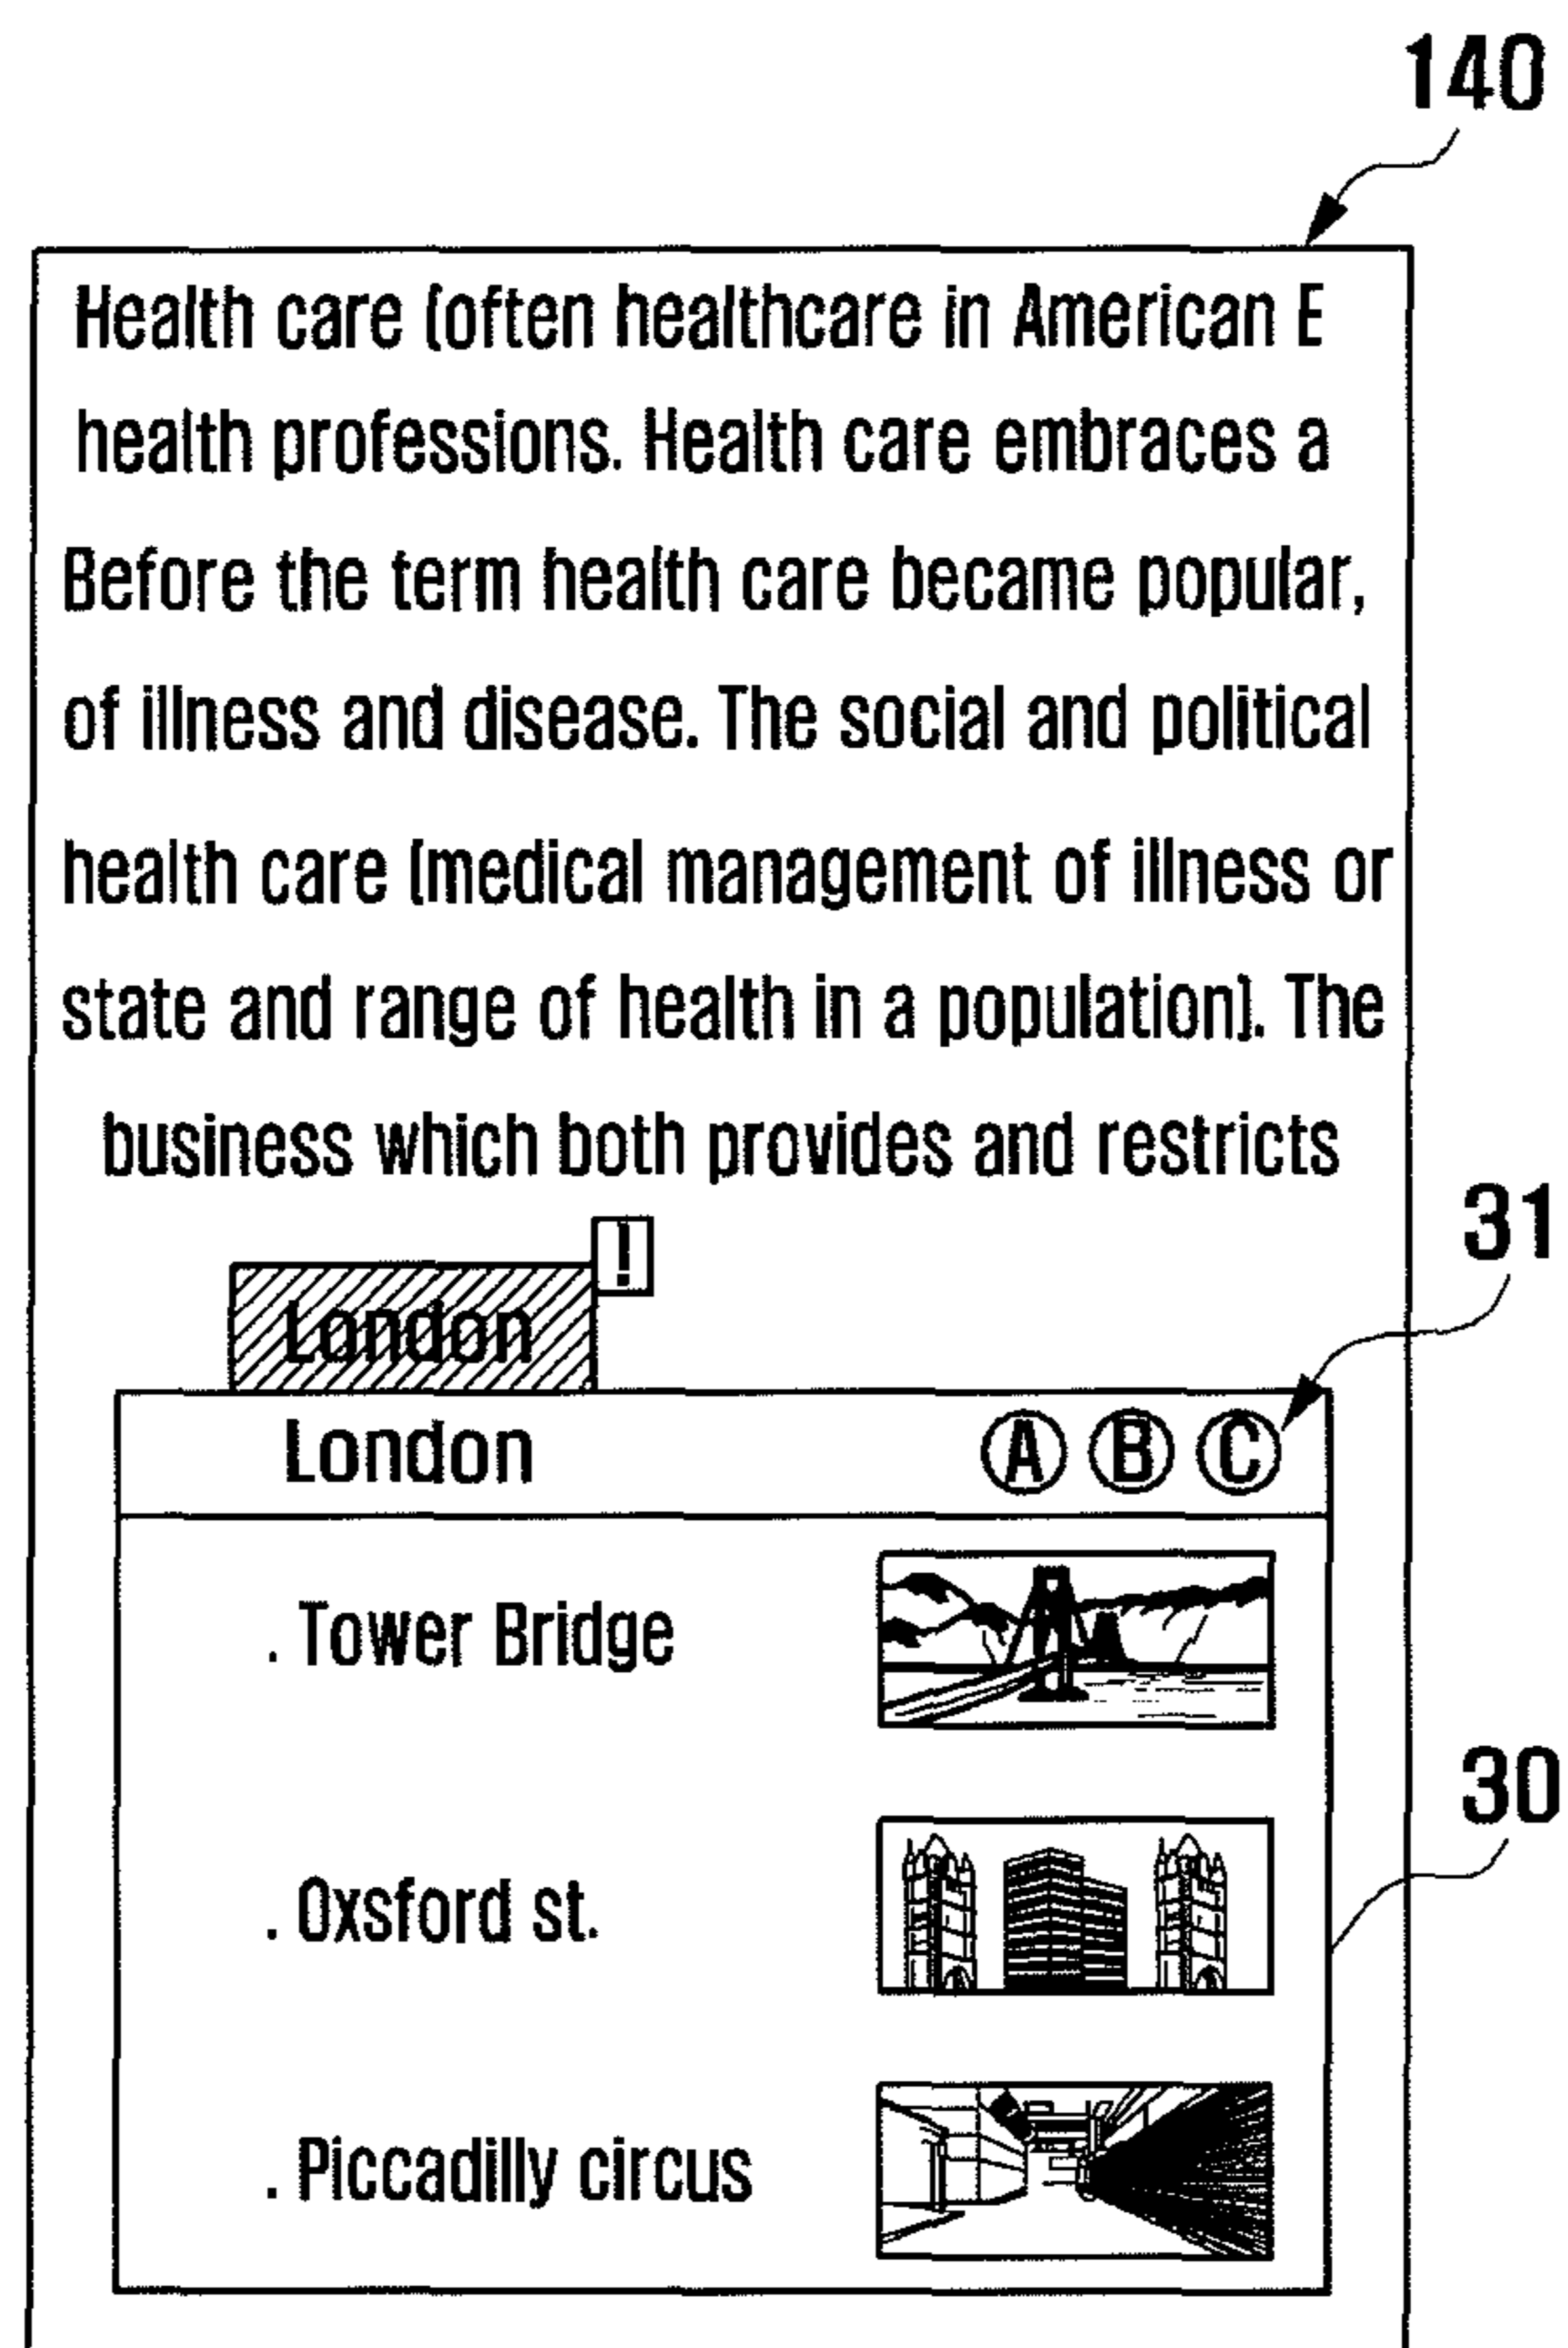 140
Health care (often healthcare in American E
health professions. Health care embraces a
Before the term health care became popular,
of illness and disease. The social and political
health care (medical management of illness or
state and range of health in a population). The
business which both provides and restricts
31
!
London
London A B C
. Tower Bridge
30
. Oxsford st.
. Piccadilly circus